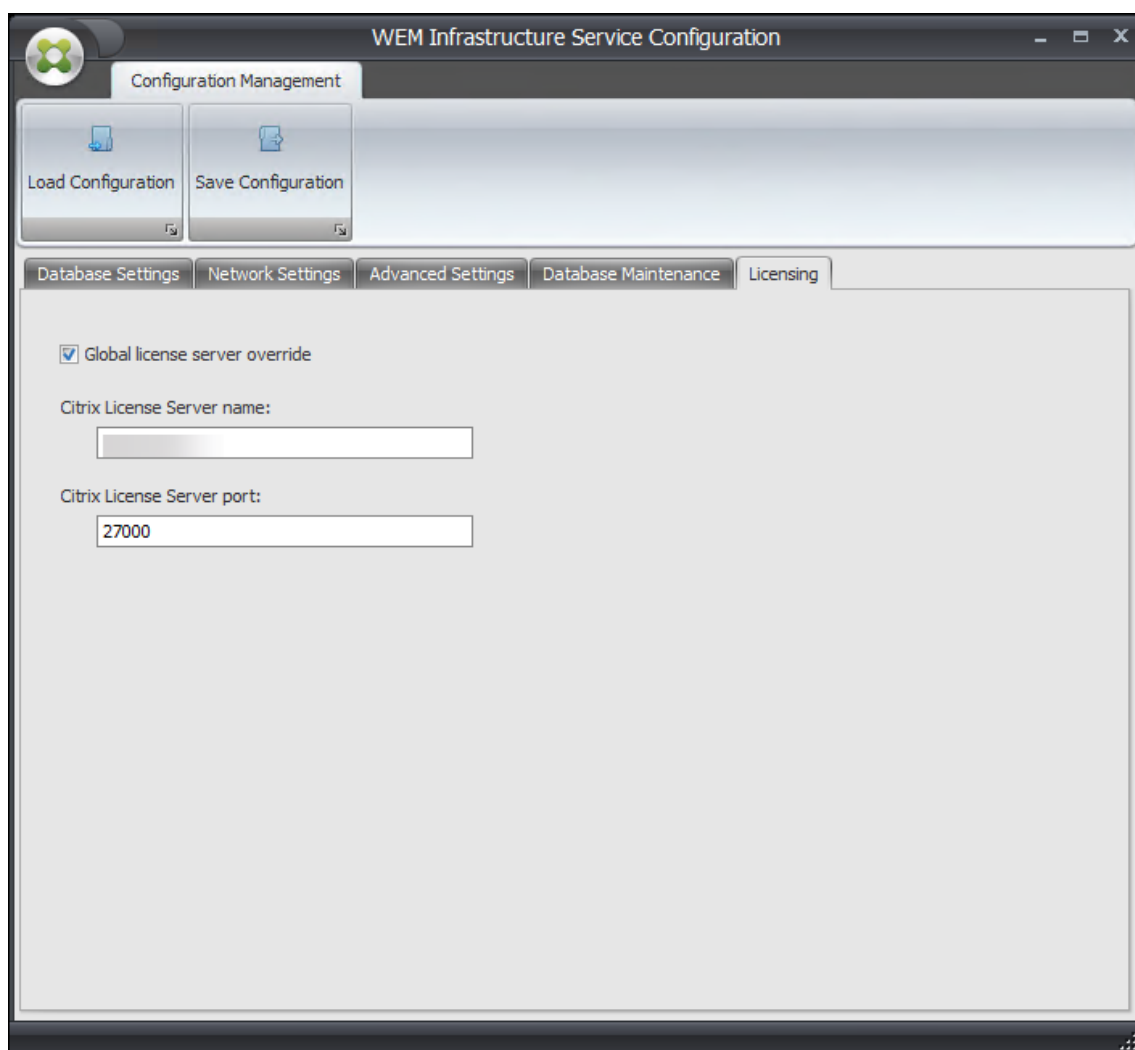 WEM Infrastructure Service Configuration
Configuration Management
Load Configuration
Save Configuration
Database Settings
Network Settings
Advanced Settings
Database Maintenance
Licensing
Global license server override
Citrix License Server name:
Citrix License Server port:
27000